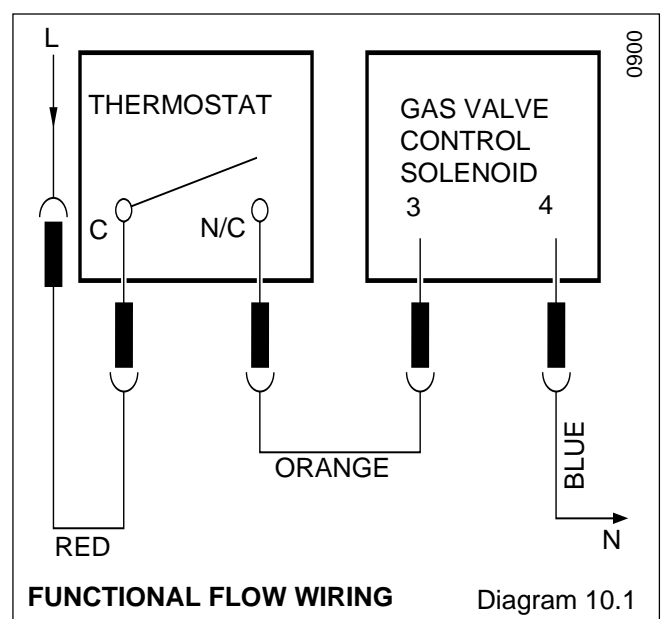 L
0900
THERMOSTAT
GAS VALVE
CONTROL
SOLENOID
3 4
C N/C
ORANGE
BLUE
RED
N
FUNCTIONAL FLOW WIRING Diagram 10.1